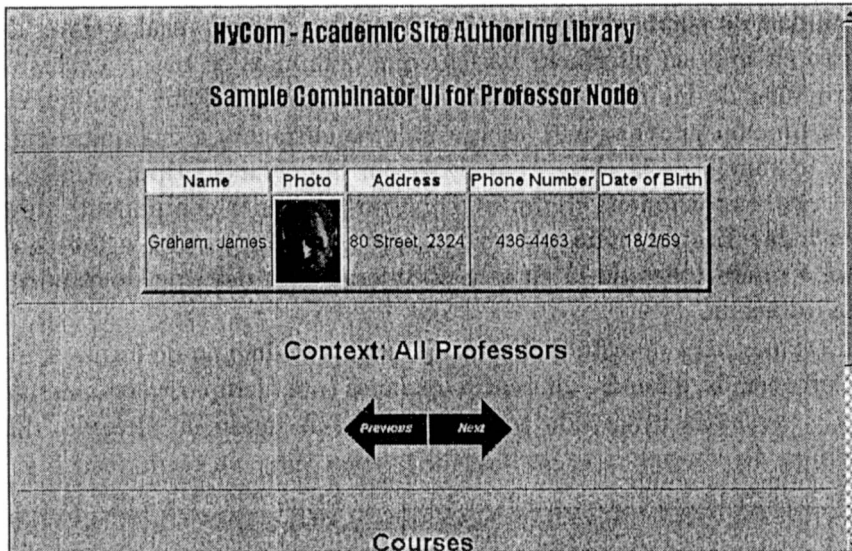 HyCom - Academic Site Authoring Library
Sample Combinator UI for Professor Node
Name Photo Address Phone Number Date of Birth
Graham, James 80 Street, 2324 436-4463 18/2/69
Context: All Professors
Previous Next
Courses